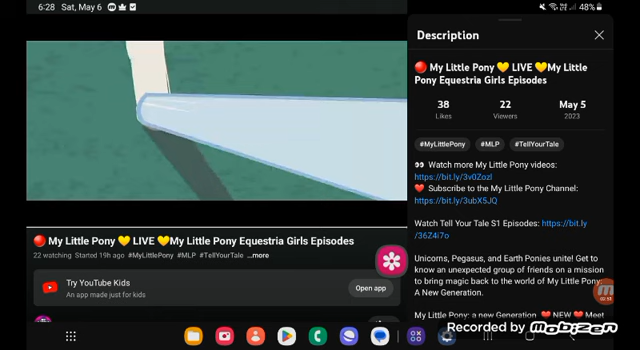 6:28 Sat, May 6
48%
Description
🔴 My Little Pony 💛 LIVE 💛My Little
Pony Equestria Girls Episodes
38 22 May 5
Likes Viewers 2023
#MyLittlePony #MLP #TellYourTale
👀 Watch more My Little Pony videos:
https://bit.ly/3v0Zozl
❤️ Subscribe to the My Little Pony Channel:
https://bit.ly/3ubX5JQ
Watch Tell Your Tale S1 Episodes: https://bit.ly
/36Z4i7o
Unicorns, Pegasus, and Earth Ponies unite! Get to
know an unexpected group of friends on a mission
to bring magic back to the world of My Little Pony:
A New Generation.
My Little Pony: a new Generation ❤️ NEW ❤️ Meet
🔴 My Little Pony 💛 LIVE 💛My Little Pony Equestria Girls Episodes
22 watching Started 19h ago #MyLittlePony #MLP #TellYourTale ...more
Try YouTube Kids
An app made just for kids
Open app
Recorded by Mobizen